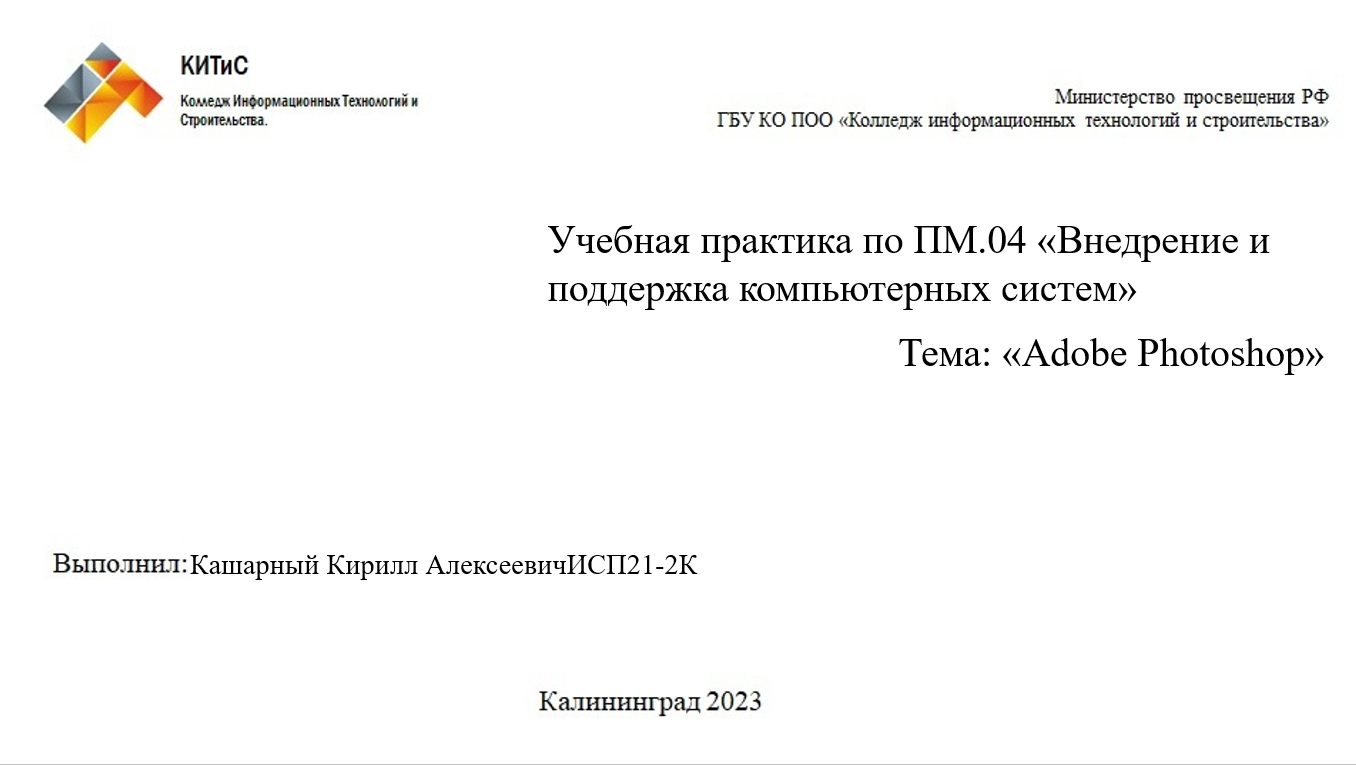 КИТиС
Колледж Информационных Технологий и
Строительства.
Министерство просвещения РФ
ГБУ КО ПОО «Колледж информационных технологий и строительства»
Учебная практика по ПМ.04 «Внедрение и
поддержка компьютерных систем»
Тема: «Adobe Photoshop»
Выполнил: Кашарный Кирилл АлексеевичИСП21-2К
Калининград 2023